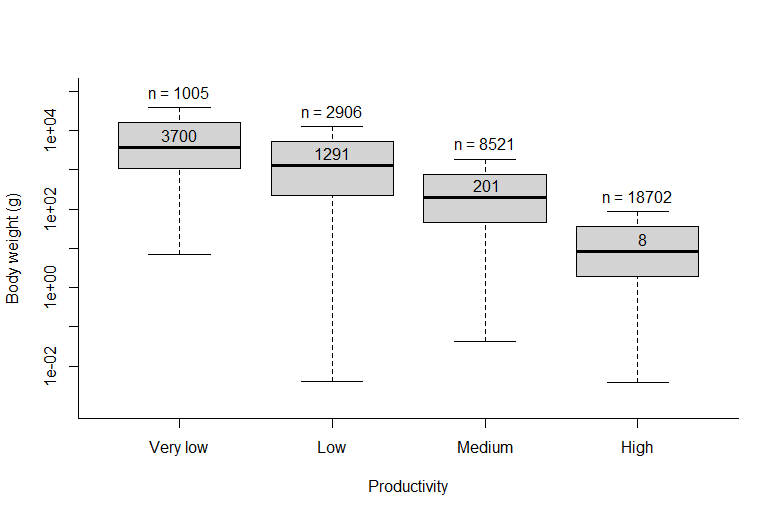 n = 1005
n = 2906
n = 8521
n = 18702
3700
1291
201
8
1e+04
1e+02
1e+00
1e-02
Body weight (g)
Very low
Low
Medium
High
Productivity